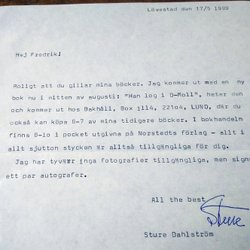 Lövestad den 17/5 1999
Hej Fredrik!
Roligt att du gillar mina böcker. Jag kommer ut med en ny
bok nu i mitten av augusti: "Han log i D-Moll", heter den
och kommer ut hos Bakhåll, Box 1114, 22104, LUND, där du
också kan köpa 6-7 av mina tidigare böcker. I bokhandeln
finns 8-10 i pocket utgivna på Norstedts förlag - allt i
allt sjutton stycken är alltså tillgängliga för dig.
Jag har tyvärr inga fotografier tillgängliga, men signar
ett par autografer.
All the best
Sture
Sture Dahlström